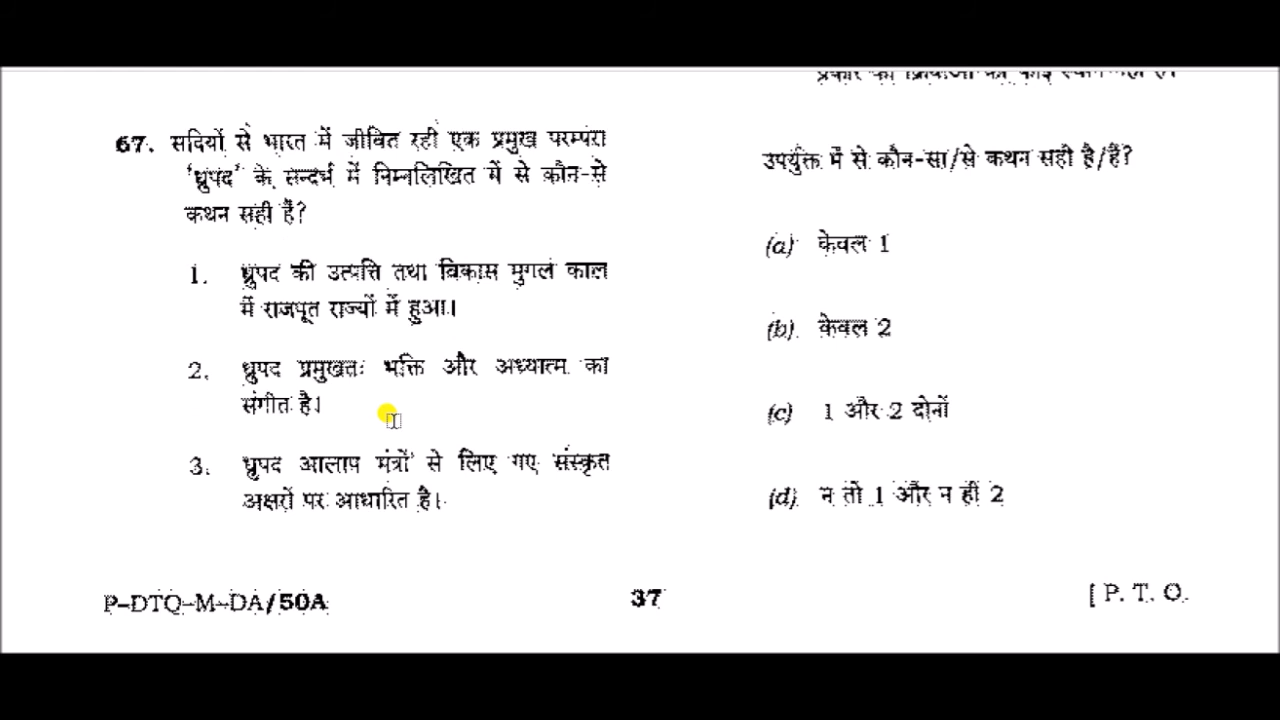 67. सदियों से भारत में जीवित रही एक प्रमुख परम्परा
'ध्रुपद' के सन्दर्भ में निम्नलिखित में से कौन-से
कथन सही हैं?
1. ध्रुपद की उत्पत्ति तथा विकास मुगल काल
में राजपूत राज्यों में हुआ।
2. ध्रुपद प्रमुखतः भक्ति और अध्यात्म का
संगीत है।
3. ध्रुपद आलाप मंत्रों से लिए गए संस्कृत
अक्षरों पर आधारित है।
उपर्युक्त में से कौन-सा/से कथन सही है/हैं?
(a) केवल 1
(b) केवल 2
(c) 1 और 2 दोनों
(d) न तो 1 और न ही 2
P-DTQ-M-DA/50A
37
[ P. T. O.